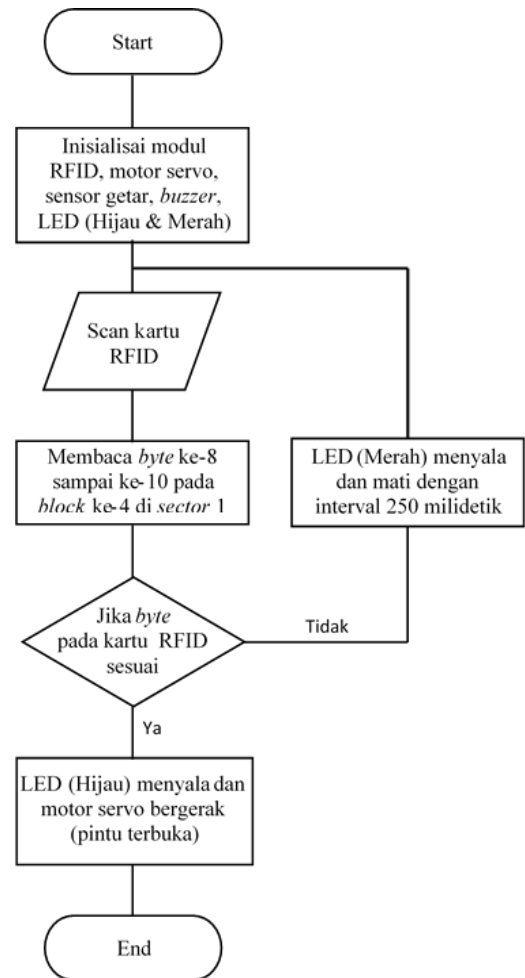 Start
Inisialisai modul
RFID, motor servo,
sensor getar, buzzer,
LED (Hijau & Merah)
Scan kartu
RFID
Membaca byte ke-8
sampai ke-10 pada
block ke-4 di sector 1
LED (Merah) menyala
dan mati dengan
interval 250 milidetik
Jika byte
pada kartu RFID
sesuai
Tidak
Ya
LED (Hijau) menyala dan
motor servo bergerak
(pintu terbuka)
End